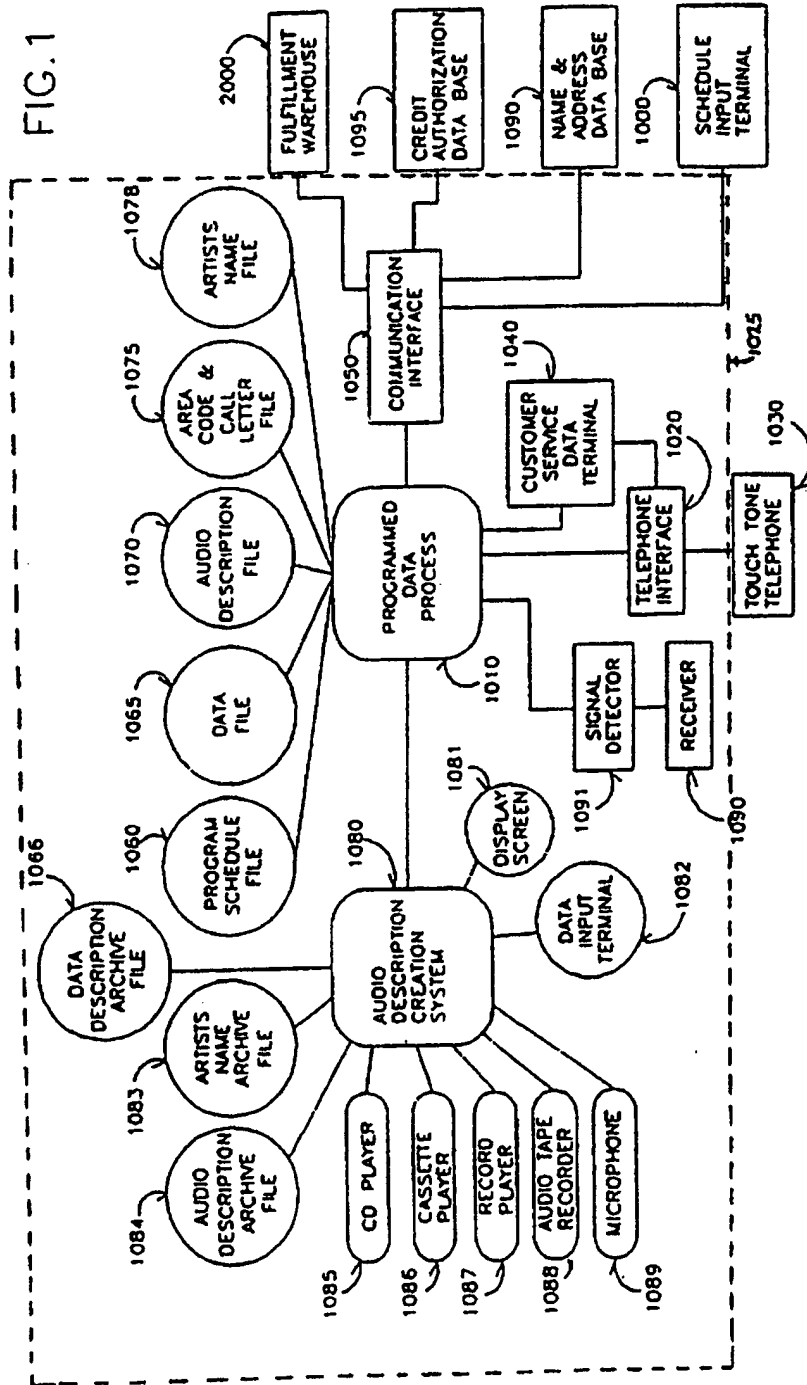 FIG. 1
2000
FULFILLMENT
WAREHOUSE
1095
CREDIT
AUTHORIZATION
DATA BASE
1090
NAME &
ADDRESS
DATA BASE
1000
SCHEDULE
INPUT
TERMINAL
1078
ARTISTS
NAME
FILE
1075
AREA
CODE &
CALL
LETTER
FILE
1070
AUDIO
DESCRIPTION
FILE
1065
DATA
FILE
1060
PROGRAM
SCHEDULE
FILE
1066
DATA
DESCRIPTION
ARCHIVE
FILE
1083
ARTISTS
NAME
ARCHIVE
FILE
1084
AUDIO
DESCRIPTION
ARCHIVE
FILE
1050
COMMUNICATION
INTERFACE
1040
CUSTOMER
SERVICE
DATA
TERMINAL
1020
TELEPHONE
INTERFACE
1025
1030
TOUCH TONE
TELEPHONE
PROGRAMMED
DATA
PROCESS
1010
SIGNAL
DETECTOR
1091
RECEIVER
1090
1080
AUDIO
DESCRIPTION
CREATION
SYSTEM
1081
DISPLAY
SCREEN
DATA
INPUT
TERMINAL
1082
CD PLAYER
1085
CASSETTE
PLAYER
1086
RECORD
PLAYER
1087
AUDIO TAPE
RECORDER
1088
MICROPHONE
1089